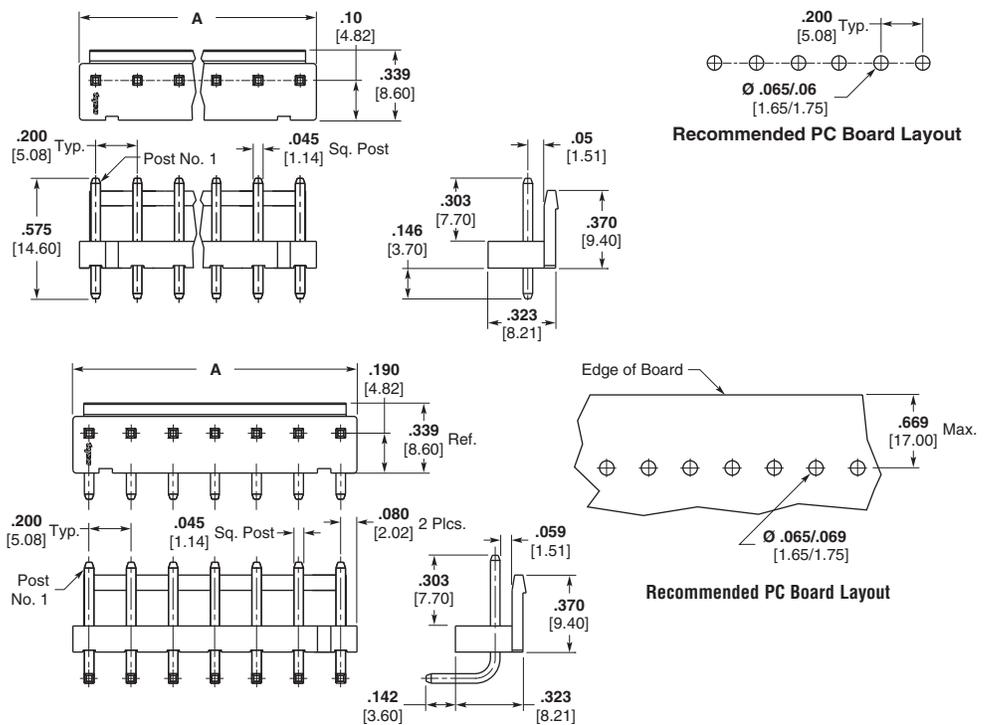 A
.10
[4.82]
.339
[8.60]
.200
[5.08] Typ.
Ø .065/.06
[1.65/1.75]
Recommended PC Board Layout
.200
[5.08] Typ.
Post No. 1
.045
[1.14] Sq. Post
.575
[14.60]
.05
[1.51]
.303
[7.70]
.370
[9.40]
.146
[3.70]
.323
[8.21]
A
.190
[4.82]
.339
[8.60] Ref.
Edge of Board
.669
[17.00] Max.
Ø .065/.069
[1.65/1.75]
Recommended PC Board Layout
.200
[5.08] Typ.
.045
[1.14] Sq. Post
.080
[2.02] 2 Plcs.
Post
No. 1
.059
[1.51]
.303
[7.70]
.370
[9.40]
.142
[3.60]
.323
[8.21]